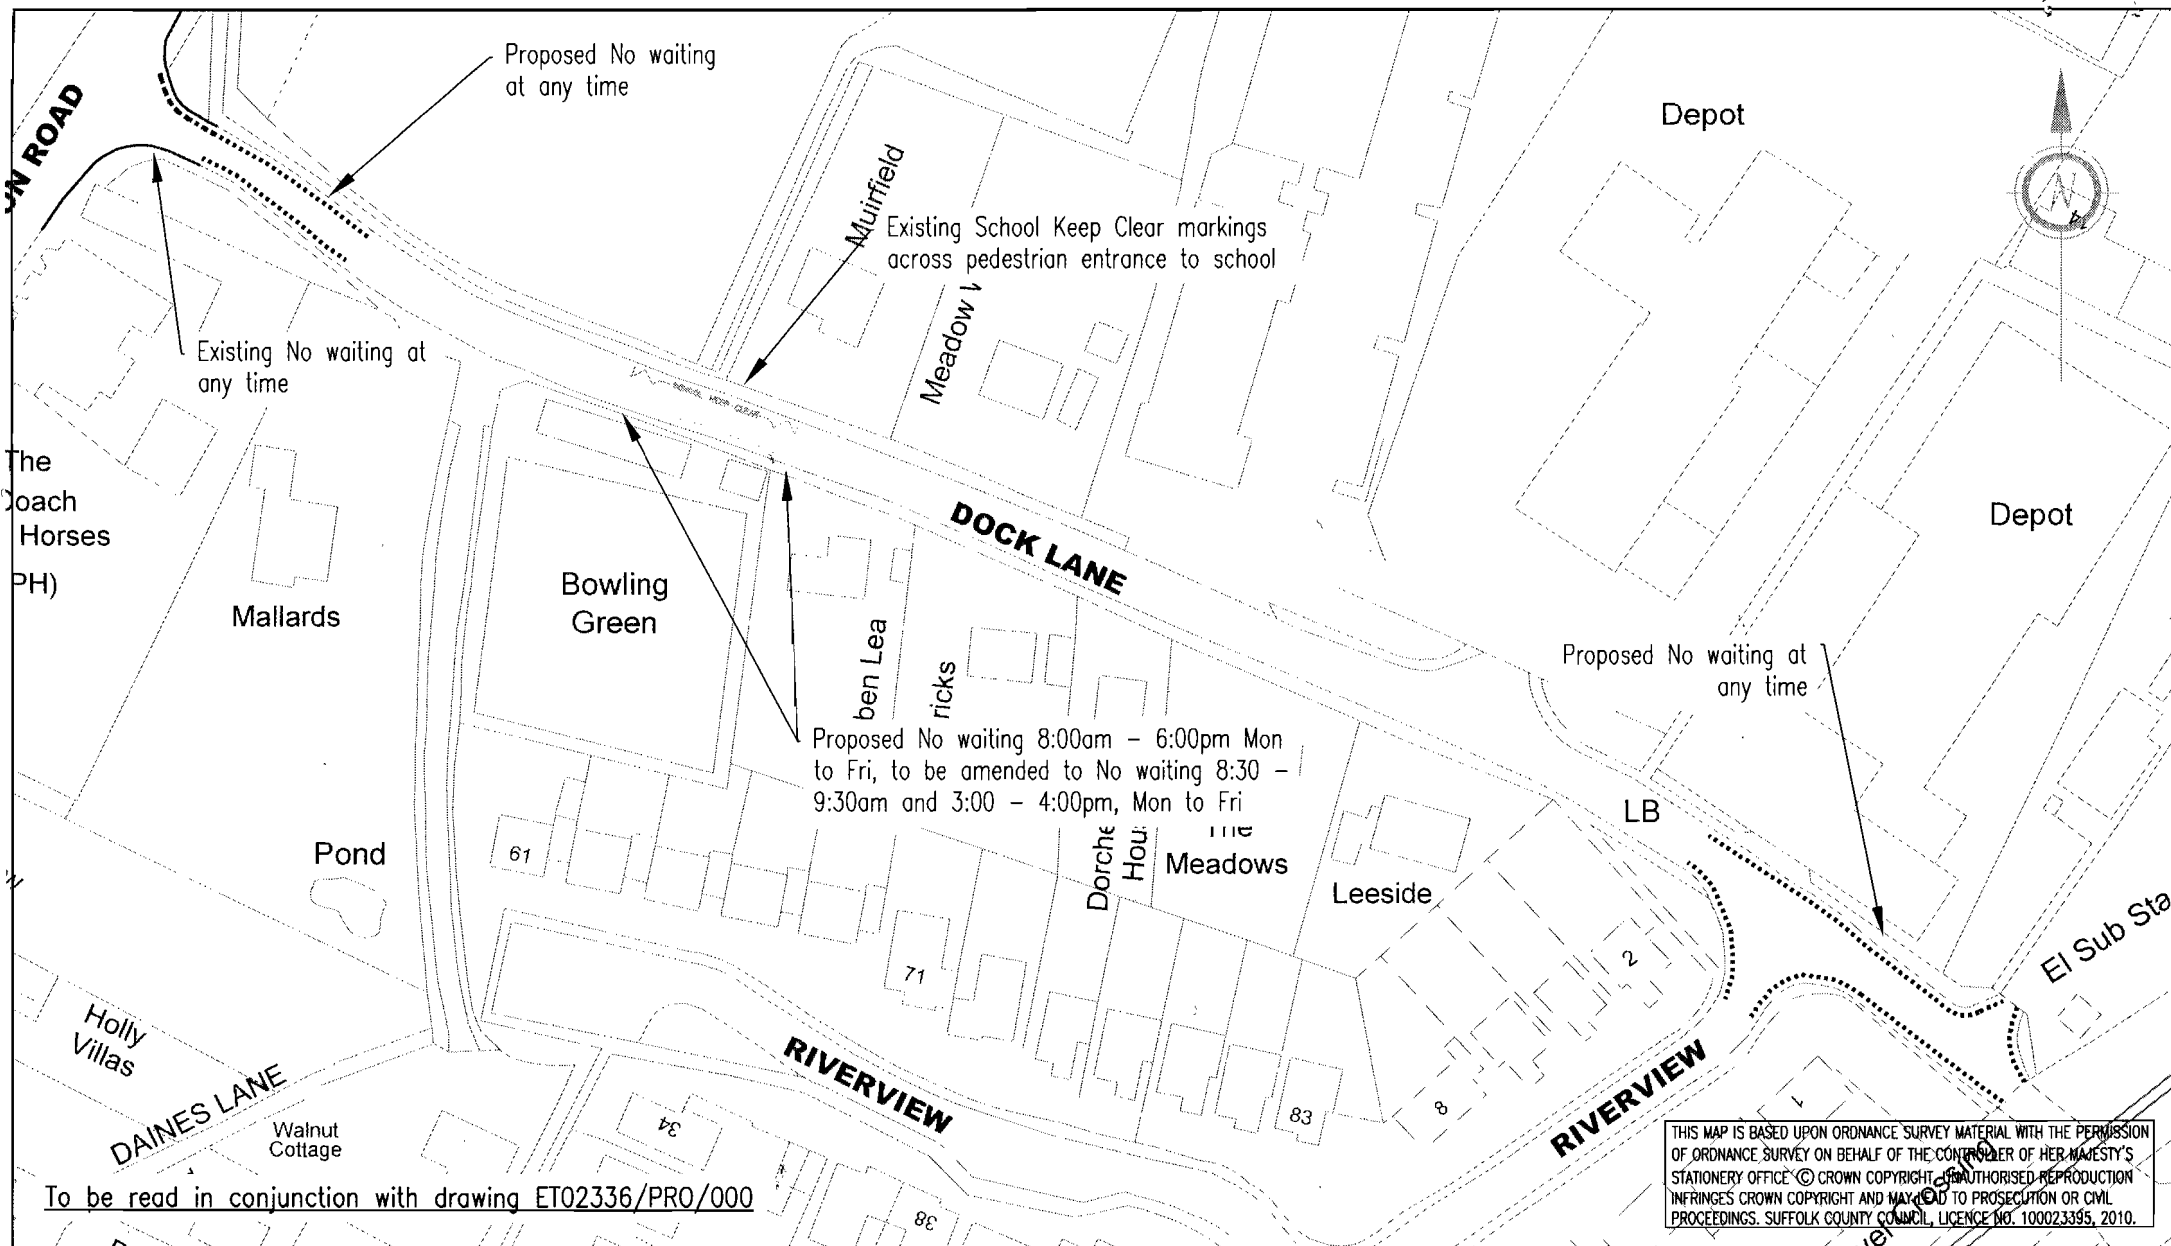 Proposed No waiting
at any time
ROAD
Depot
N
Muirfield
Existing School Keep Clear markings
across pedestrian entrance to school
Meadow
Existing No waiting at
any time
SCHOOL KEEP CLEAR
The
Horses
PH)
Mallards
Bowling
Green
DOCK LANE
Depot
ben Lea
ricks
Proposed No waiting at
any time
Proposed No waiting 8:00am – 6:00pm Mon
to Fri, to be amended to No waiting 8:30 –
9:30am and 3:00 – 4:00pm, Mon to Fri
LB
Pond
61
Dorche
Hou
The
Meadows
Leeside
71
2
El Sub Sta
Holly
Villas
RIVERVIEW
RIVERVIEW
DAINES LANE
Walnut
Cottage
34
83
8
1
To be read in conjunction with drawing ET02336/PRO/000
38
THIS MAP IS BASED UPON ORDNANCE SURVEY MATERIAL WITH THE PERMISSION
OF ORDNANCE SURVEY ON BEHALF OF THE CONTROLLER OF HER MAJESTY'S
STATIONERY OFFICE © CROWN COPYRIGHT. UNAUTHORISED REPRODUCTION
INFRINGES CROWN COPYRIGHT AND MAY LEAD TO PROSECUTION OR CIVIL
PROCEEDINGS. SUFFOLK COUNTY COUNCIL, LICENCE NO. 100023395, 2010.